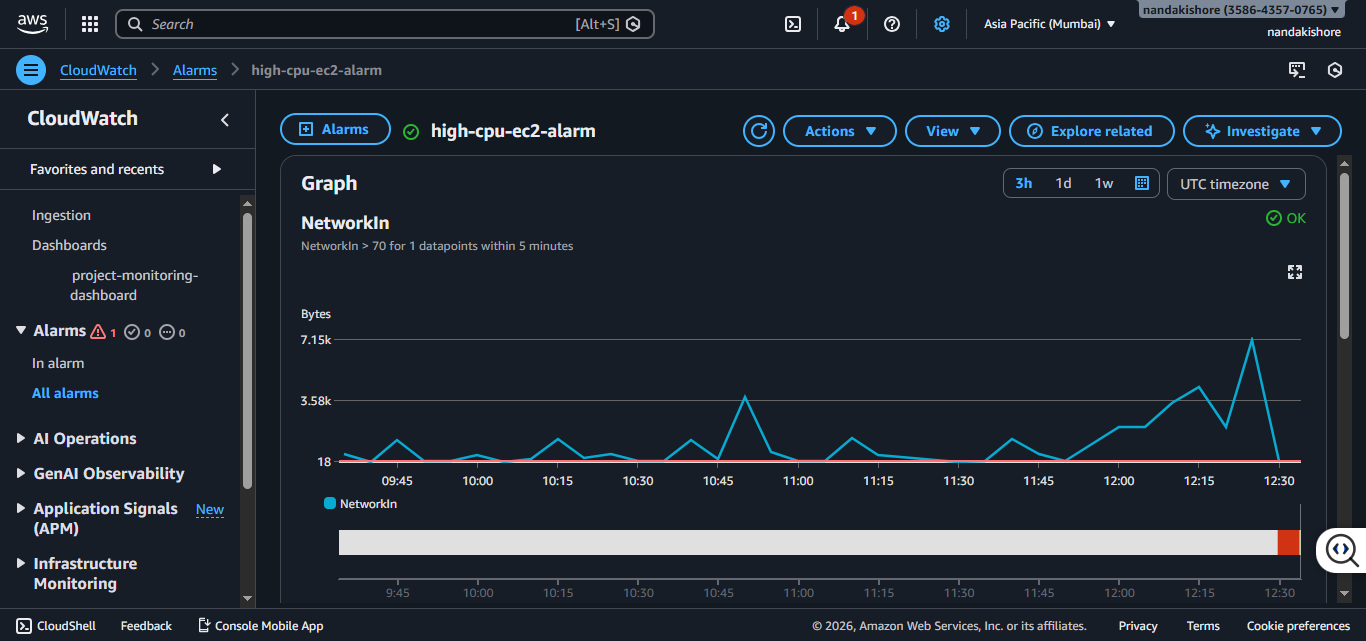 aws
Search [Alt+S]
1
Asia Pacific (Mumbai)
nandakishore (3586-4357-0765)
nandakishore
CloudWatch
Alarms
high-cpu-ec2-alarm
CloudWatch
Favorites and recents
Ingestion
Dashboards
project-monitoring-
dashboard
Alarms 1 0 0
In alarm
All alarms
AI Operations
GenAI Observability
Application Signals New
(APM)
Infrastructure
Monitoring
Alarms
high-cpu-ec2-alarm
Actions
View
Explore related
Investigate
Graph
3h 1d 1w
UTC timezone
NetworkIn
OK
NetworkIn > 70 for 1 datapoints within 5 minutes
Bytes
7.15k
3.58k
18
09:45 10:00 10:15 10:30 10:45 11:00 11:15 11:30 11:45 12:00 12:15 12:30
NetworkIn
9:45 10:00 10:15 10:30 10:45 11:00 11:15 11:30 11:45 12:00 12:15 12:30
CloudShell Feedback Console Mobile App
© 2026, Amazon Web Services, Inc. or its affiliates. Privacy Terms Cookie preferences